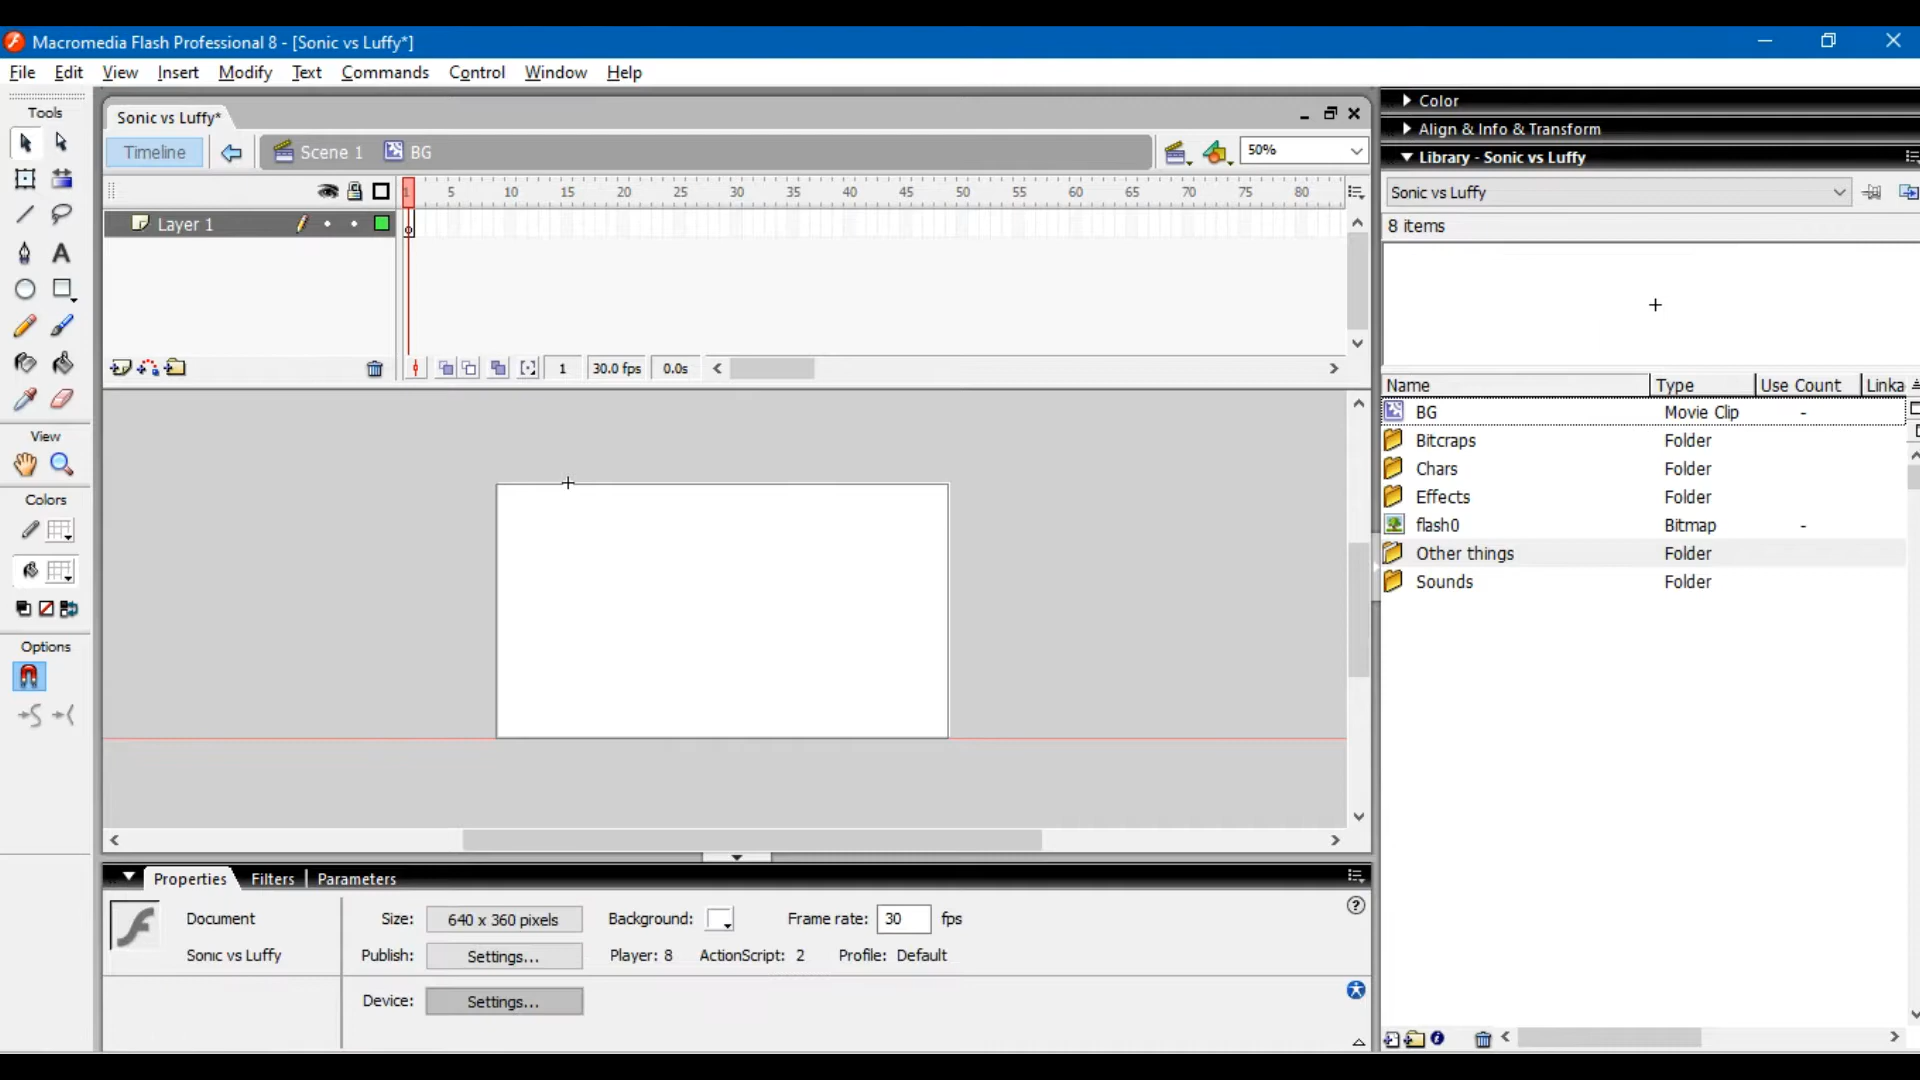 Macromedia Flash Professional 8 - [Sonic vs Luffy*]
File Edit View Insert Modify Text Commands Control Window Help
Tools
Sonic vs Luffy*
Timeline Scene 1 BG 50%
1 5 10 15 20 25 30 35 40 45 50 55 60 65 70 75 80
Layer 1
1 30.0 fps 0.0s
View
Colors
Options
Color
Align & Info & Transform
Library - Sonic vs Luffy
Sonic vs Luffy
8 items
Name Type Use Count Linka
BG Movie Clip -
Bitcraps Folder
Chars Folder
Effects Folder
flash0 Bitmap -
Other things Folder
Sounds Folder
Properties Filters Parameters
Document Size: 640 x 360 pixels Background: Frame rate: 30 fps
Sonic vs Luffy Publish: Settings... Player: 8 ActionScript: 2 Profile: Default
Device: Settings...